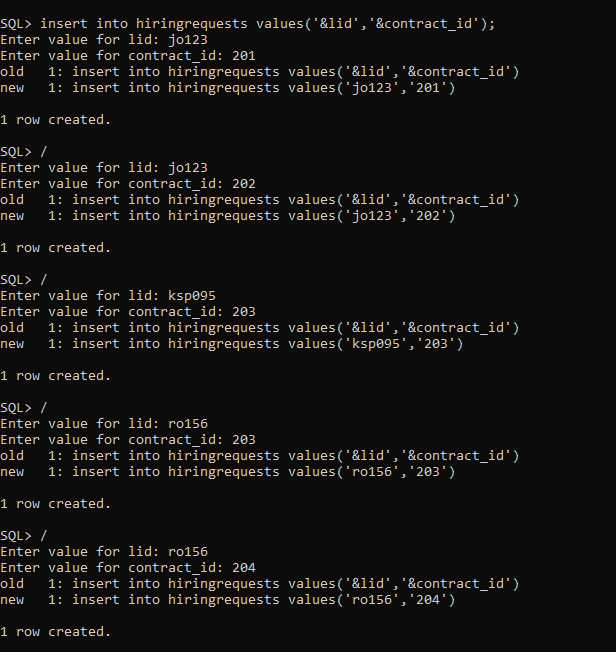 SQL> insert into hiringrequests values('&lid','&contract_id');
Enter value for lid: jo123
Enter value for contract_id: 201
old   1: insert into hiringrequests values('&lid','&contract_id')
new   1: insert into hiringrequests values('jo123','201')

1 row created.

SQL> /
Enter value for lid: jo123
Enter value for contract_id: 202
old   1: insert into hiringrequests values('&lid','&contract_id')
new   1: insert into hiringrequests values('jo123','202')

1 row created.

SQL> /
Enter value for lid: ksp095
Enter value for contract_id: 203
old   1: insert into hiringrequests values('&lid','&contract_id')
new   1: insert into hiringrequests values('ksp095','203')

1 row created.

SQL> /
Enter value for lid: ro156
Enter value for contract_id: 203
old   1: insert into hiringrequests values('&lid','&contract_id')
new   1: insert into hiringrequests values('ro156','203')

1 row created.

SQL> /
Enter value for lid: ro156
Enter value for contract_id: 204
old   1: insert into hiringrequests values('&lid','&contract_id')
new   1: insert into hiringrequests values('ro156','204')

1 row created.